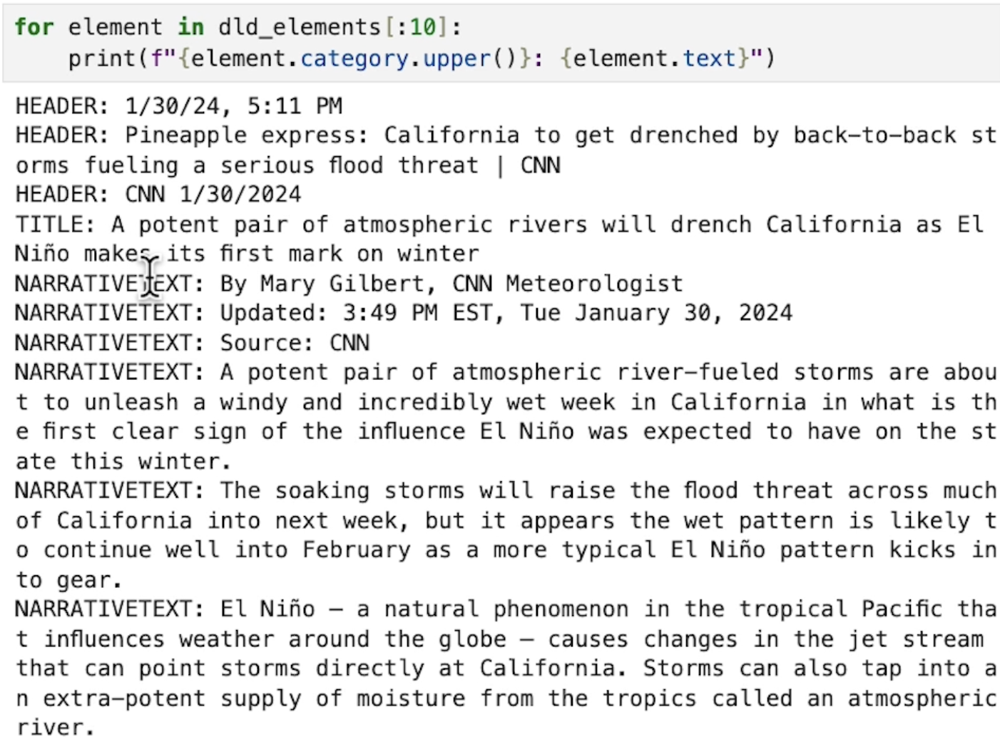 for element in dld_elements[:10]:
    print(f"{element.category.upper()}: {element.text}")
HEADER: 1/30/24, 5:11 PM
HEADER: Pineapple express: California to get drenched by back-to-back st
orms fueling a serious flood threat | CNN
HEADER: CNN 1/30/2024
TITLE: A potent pair of atmospheric rivers will drench California as El
Niño makes its first mark on winter
NARRATIVETEXT: By Mary Gilbert, CNN Meteorologist
NARRATIVETEXT: Updated: 3:49 PM EST, Tue January 30, 2024
NARRATIVETEXT: Source: CNN
NARRATIVETEXT: A potent pair of atmospheric river-fueled storms are abou
t to unleash a windy and incredibly wet week in California in what is th
e first clear sign of the influence El Niño was expected to have on the st
ate this winter.
NARRATIVETEXT: The soaking storms will raise the flood threat across much
of California into next week, but it appears the wet pattern is likely t
o continue well into February as a more typical El Niño pattern kicks in
to gear.
NARRATIVETEXT: El Niño – a natural phenomenon in the tropical Pacific tha
t influences weather around the globe – causes changes in the jet stream
that can point storms directly at California. Storms can also tap into a
n extra-potent supply of moisture from the tropics called an atmospheric
river.